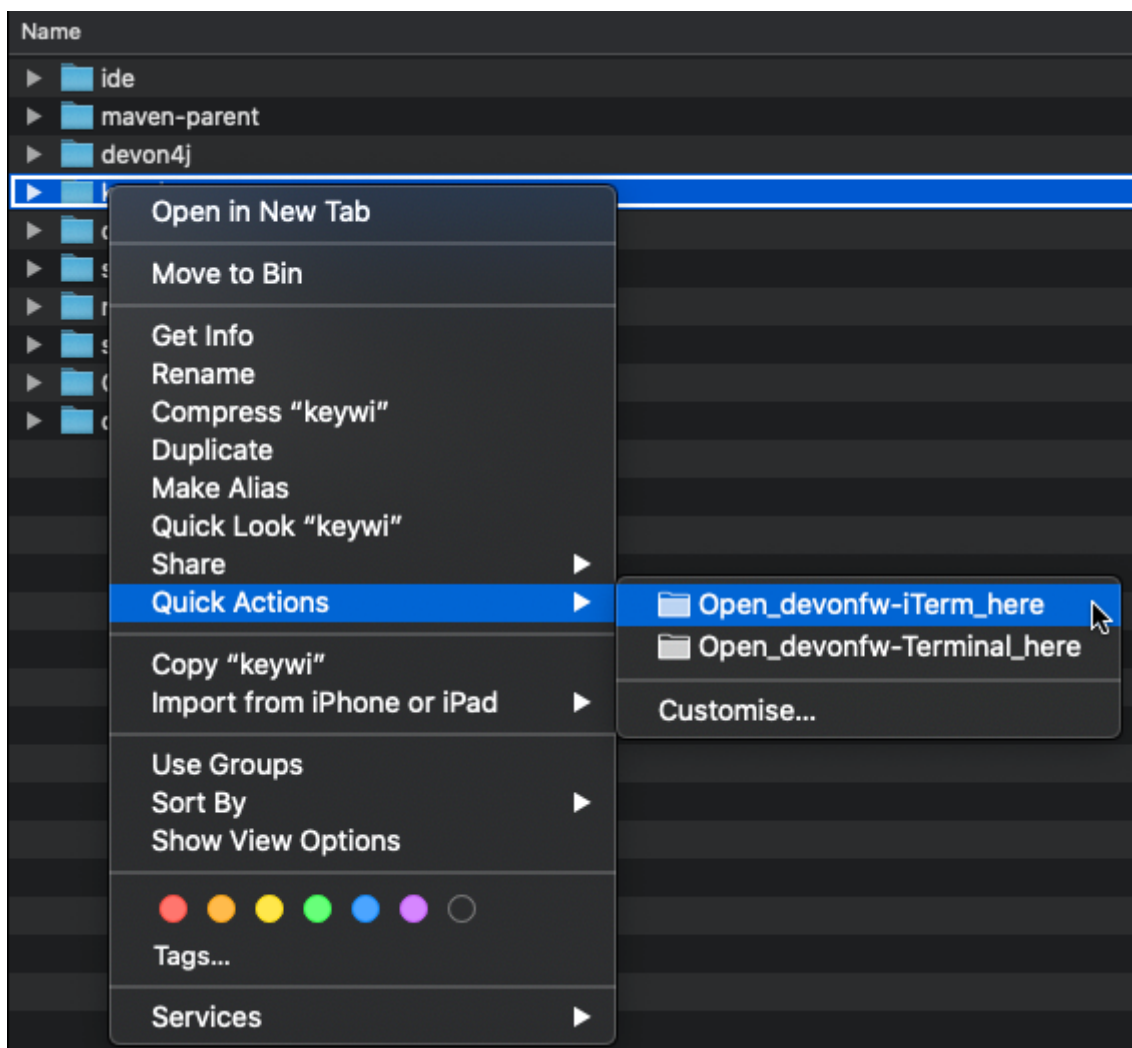 Name
ide
maven-parent
devon4j
Open in New Tab
Move to Bin
Get Info
Rename
Compress “keywi”
Duplicate
Make Alias
Quick Look “keywi”
Share
Quick Actions
Open_devonfw-iTerm_here
Open_devonfw-Terminal_here
Customise...
Copy “keywi”
Import from iPhone or iPad
Use Groups
Sort By
Show View Options
Tags...
Services